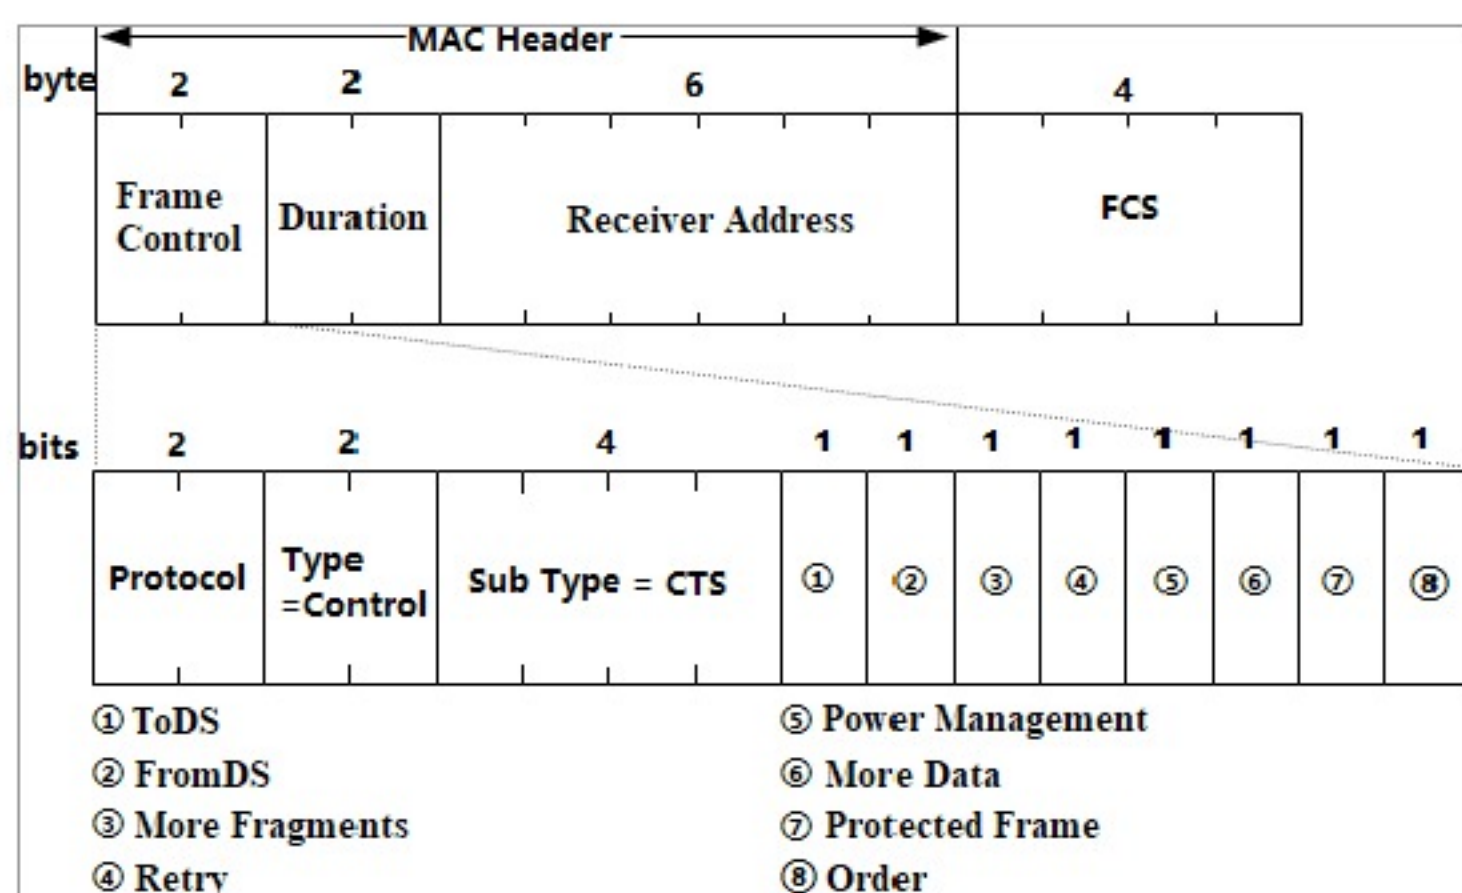 MAC Header
byte 2 2 6 4
Frame
Control
Duration
Receiver Address
FCS
bits 2 2 4 1 1 1 1 1 1 1 1
Protocol
Type
=Control
Sub Type = CTS
① ② ③ ④ ⑤ ⑥ ⑦ ⑧
① ToDS
② FromDS
③ More Fragments
④ Retry
⑤ Power Management
⑥ More Data
⑦ Protected Frame
⑧ Order